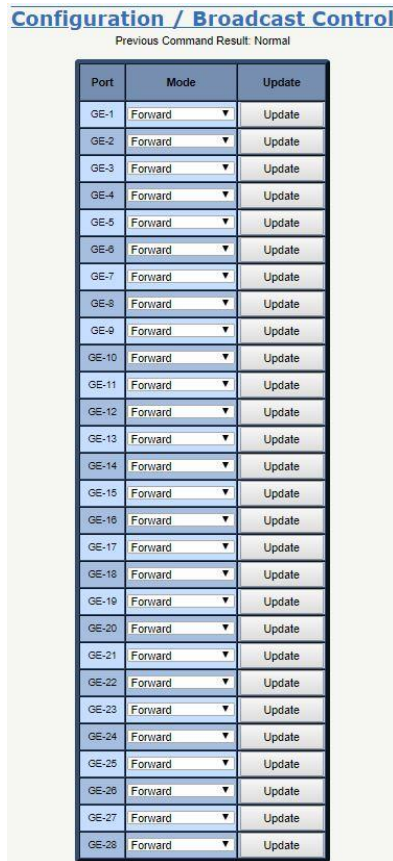 Configuration / Broadcast Control
Previous Command Result: Normal
Port Mode Update
GE-1 Forward Update
GE-2 Forward Update
GE-3 Forward Update
GE-4 Forward Update
GE-5 Forward Update
GE-6 Forward Update
GE-7 Forward Update
GE-8 Forward Update
GE-9 Forward Update
GE-10 Forward Update
GE-11 Forward Update
GE-12 Forward Update
GE-13 Forward Update
GE-14 Forward Update
GE-15 Forward Update
GE-16 Forward Update
GE-17 Forward Update
GE-18 Forward Update
GE-19 Forward Update
GE-20 Forward Update
GE-21 Forward Update
GE-22 Forward Update
GE-23 Forward Update
GE-24 Forward Update
GE-25 Forward Update
GE-26 Forward Update
GE-27 Forward Update
GE-28 Forward Update